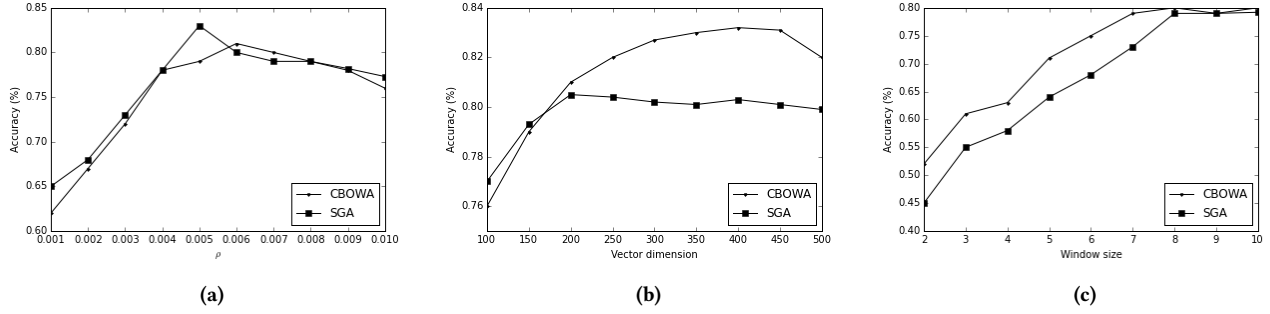 0.85
0.80
0.75
0.70
0.65
0.60
Accuracy (%)
0.001 0.002 0.003 0.004 0.005 0.006 0.007 0.008 0.009 0.010
ρ
CBOWA
SGA
(a)
0.84
0.82
0.80
0.78
0.76
Accuracy (%)
100 150 200 250 300 350 400 450 500
Vector dimension
CBOWA
SGA
(b)
0.80
0.75
0.70
0.65
0.60
0.55
0.50
0.45
0.40
Accuracy (%)
2 3 4 5 6 7 8 9 10
Window size
CBOWA
SGA
(c)